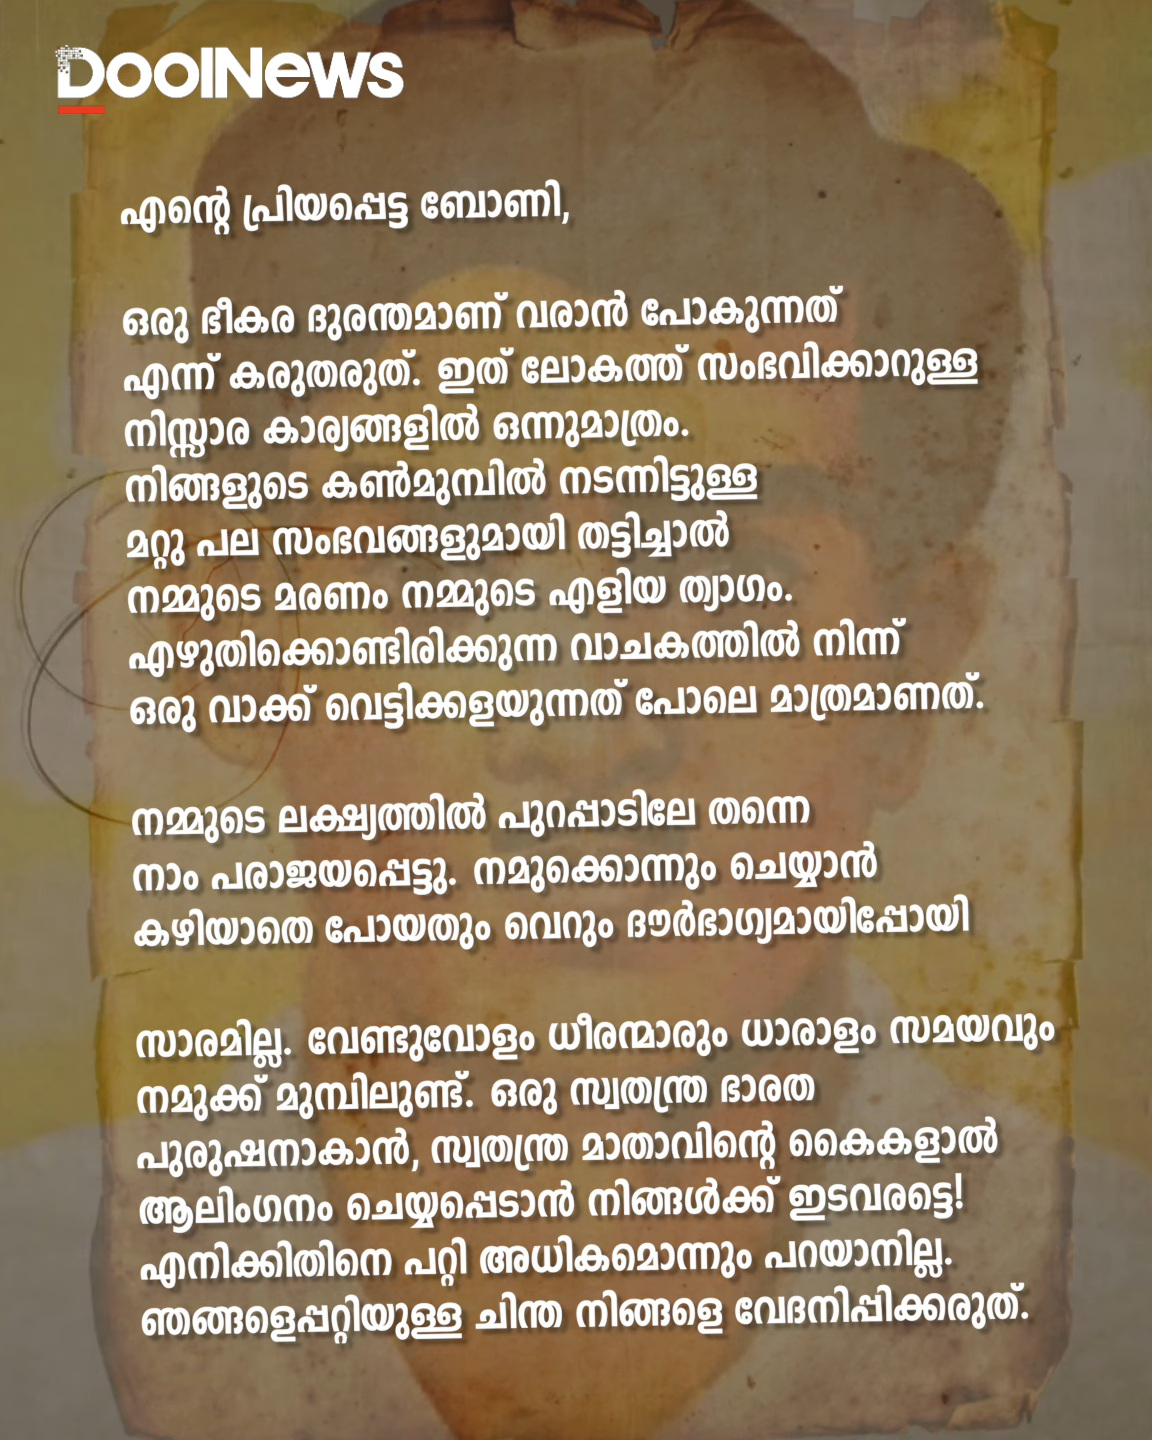 DoolNews
എന്റെ പ്രിയപ്പെട്ട ബോണി,
ഒരു ഭീകര ദുരന്തമാണ് വരാൻ പോകുന്നത്
എന്ന് കരുതരുത്. ഇത് ലോകത്ത് സംഭവിക്കാറുള്ള
നിസ്സാര കാര്യങ്ങളിൽ ഒന്നുമാത്രം.
നിങ്ങളുടെ കൺമുമ്പിൽ നടന്നിട്ടുള്ള
മറ്റു പല സംഭവങ്ങളുമായി തട്ടിച്ചാൽ
നമ്മുടെ മരണം നമ്മുടെ എളിയ ത്യാഗം.
എഴുതിക്കൊണ്ടിരിക്കുന്ന വാചകത്തിൽ നിന്ന്
ഒരു വാക്ക് വെട്ടിക്കളയുന്നത് പോലെ മാത്രമാണത്.
നമ്മുടെ ലക്ഷ്യത്തിൽ പുറപ്പാടിലേ തന്നെ
നാം പരാജയപ്പെട്ടു. നമുക്കൊന്നും ചെയ്യാൻ
കഴിയാതെ പോയതും വെറും ദൗർഭാഗ്യമായിപ്പോയി
സാരമില്ല. വേണ്ടുവോളം ധീരന്മാരും ധാരാളം സമയവും
നമുക്ക് മുമ്പിലുണ്ട്. ഒരു സ്വതന്ത്ര ഭാരത
പുരുഷനാകാൻ, സ്വതന്ത്ര മാതാവിന്റെ കൈകളാൽ
ആലിംഗനം ചെയ്യപ്പെടാൻ നിങ്ങൾക്ക് ഇടവരട്ടെ!
എനിക്കിതിനെ പറ്റി അധികമൊന്നും പറയാനില്ല.
ഞങ്ങളെപ്പറ്റിയുള്ള ചിന്ത നിങ്ങളെ വേദനിപ്പിക്കരുത്.